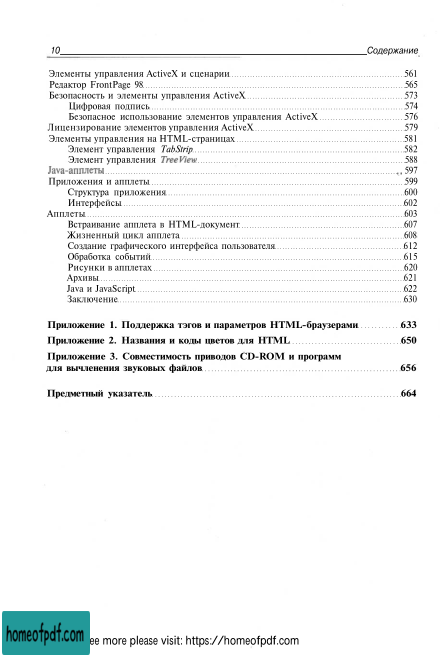 10 Содержание
Элементы управления ActiveX и сценарии 561
Редактор FrontPage 98 565
Безопасность и элементы управления ActiveX 573
Цифровая подпись 574
Безопасное использование элементов управления ActiveX 576
Лицензирование элементов управления ActiveX 579
Элементы управления на HTML-страницах 581
Элемент управления TabStrip 582
Элемент управления TreeView 588
Java-апплеты 597
Приложения и апплеты 599
Структура приложения 600
Интерфейсы 602
Апплеты 603
Встраивание апплета в HTML-документ 607
Жизненный цикл апплета 608
Создание графического интерфейса пользователя 612
Обработка событий 615
Рисунки в апплетах 620
Архивы 621
Java и JavaScript 622
Заключение 630
Приложение 1. Поддержка тэгов и параметров HTML-браузерами 633
Приложение 2. Названия и коды цветов для HTML 650
Приложение 3. Совместимость приводов CD-ROM и программ
для вычленения звуковых файлов 656
Предметный указатель 664
homeofpdf.com ee more please visit: https://homeofpdf.com